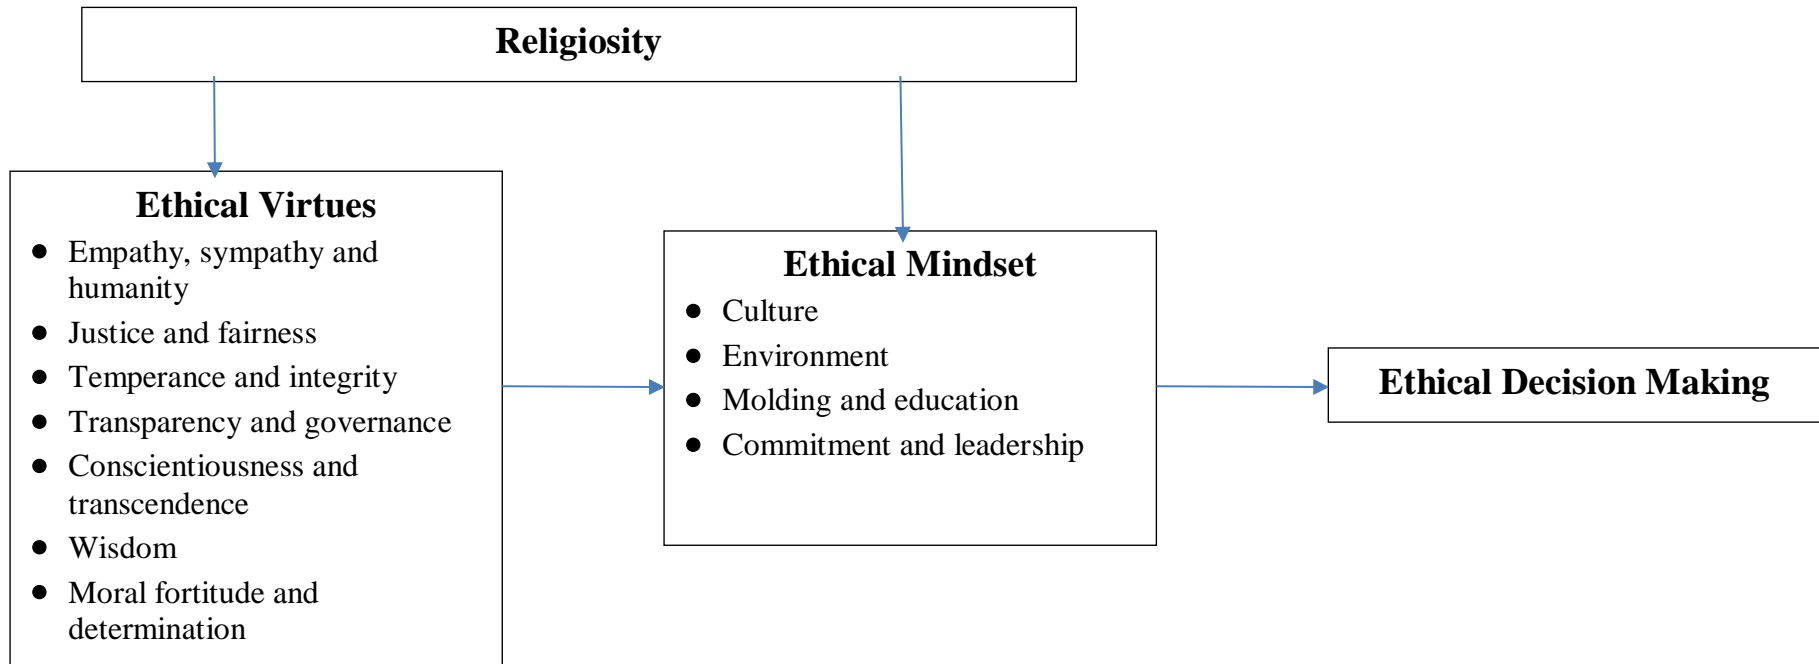 Religiosity
Ethical Virtues
● Empathy, sympathy and
humanity
● Justice and fairness
● Temperance and integrity
● Transparency and governance
● Conscientiousness and
transcendence
● Wisdom
● Moral fortitude and
determination
Ethical Mindset
● Culture
● Environment
● Molding and education
● Commitment and leadership
Ethical Decision Making